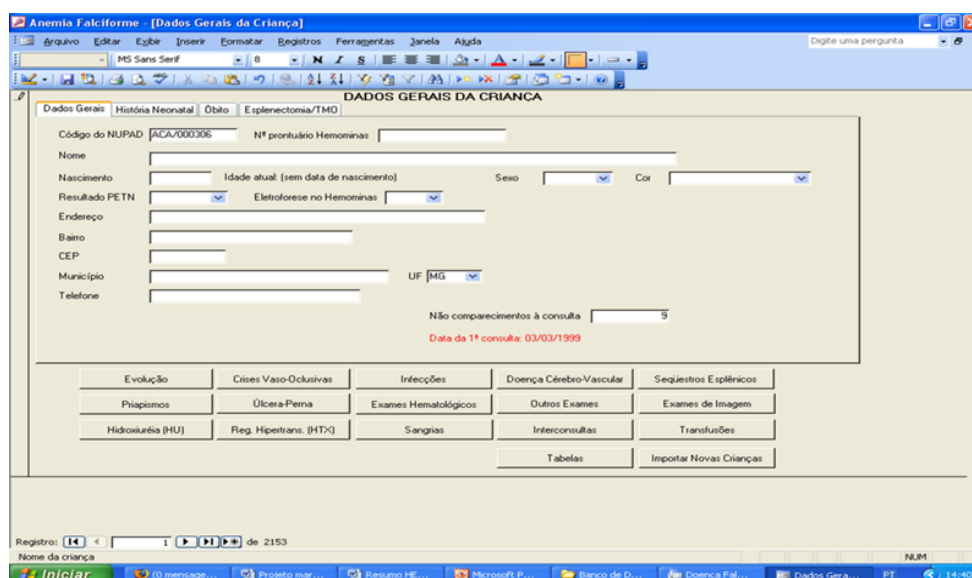 Anemia Falciforme - [Dados Gerais da Criança]
Arquivo Editar Exibir Inserir Formatar Registros Ferramentas Janela Ajuda Digite uma pergunta
MS Sans Serif 8 N I S
DADOS GERAIS DA CRIANÇA
Dados Gerais História Neonatal Óbito Esplenectomia/TMO
Código do NUPAD ACA/000306 Nº prontuário Hemominas
Nome
Nascimento Idade atual: (sem data de nascimento) Sexo Cor
Resultado PETN Eletroforese no Hemominas
Endereço
Bairro
CEP
Município UF MG
Telefone
Não comparecimentos à consulta 9
Data da 1ª consulta: 03/03/1999
Evolução Crises Vaso-Oclusivas Infecções Doença Cérebro-Vascular Seqüestros Esplênicos
Priapismos Úlcera-Perna Exames Hematológicos Outros Exames Exames de Imagem
Hidroxiuréia (HU) Reg. Hipertrans. (HTX) Sangrias Interconsultas Transfusões
Tabelas Importar Novas Crianças
Registro: 1 de 2153
Nome da criança NUM
Iniciar (0 mensage... Projeto mar... Resumo HE... Microsoft P... Banco de D... Doenca Fal... Dados Gera... PT